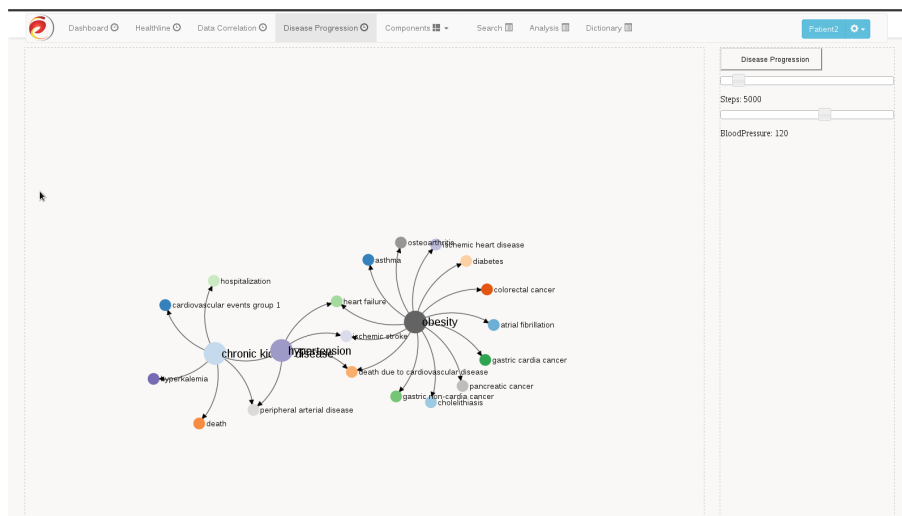 Dashboard Healthline Data Correlation Disease Progression Components Search Analysis Dictionary Patient2
Disease Progression
Steps: 5000
BloodPressure: 120
osteoarthritis
ischemic heart disease
asthma
diabetes
hospitalization
colorectal cancer
cardiovascular events group 1
heart failure
obesity
atrial fibrillation
ischemic stroke
chronic kidney disease
hypertension
gastric cardia cancer
death due to cardiovascular disease
hyperkalemia
pancreatic cancer
gastric non-cardia cancer
cholelithiasis
peripheral arterial disease
death